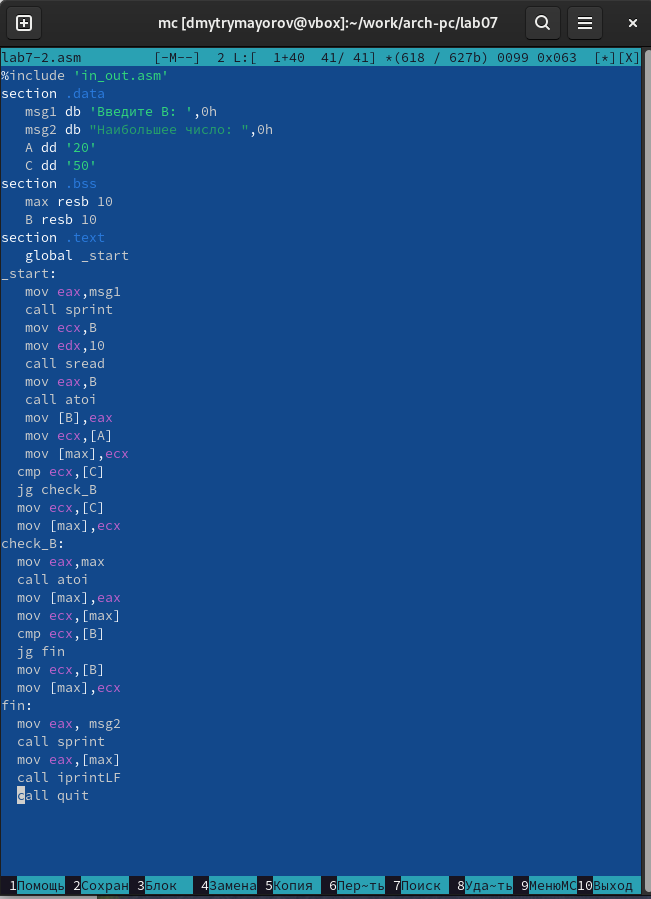 mc [dmytrymayorov@vbox]:~/work/arch-pc/lab07
lab7-2.asm [-M--] 2 L:[ 1+40 41/ 41] *(618 / 627b) 0099 0x063 [*][X]
%include 'in_out.asm'
section .data
msg1 db 'Введите B: ',0h
msg2 db "Наибольшее число: ",0h
A dd '20'
C dd '50'
section .bss
max resb 10
B resb 10
section .text
global _start
_start:
mov eax,msg1
call sprint
mov ecx,B
mov edx,10
call sread
mov eax,B
call atoi
mov [B],eax
mov ecx,[A]
mov [max],ecx
cmp ecx,[C]
jg check_B
mov ecx,[C]
mov [max],ecx
check_B:
mov eax,max
call atoi
mov [max],eax
mov ecx,[max]
cmp ecx,[B]
jg fin
mov ecx,[B]
mov [max],ecx
fin:
mov eax, msg2
call sprint
mov eax,[max]
call iprintLF
call quit
1Помощь 2Сохран 3Блок 4Замена 5Копия 6Пер~ть 7Поиск 8Уда~ть 9МенюMC 10Выход